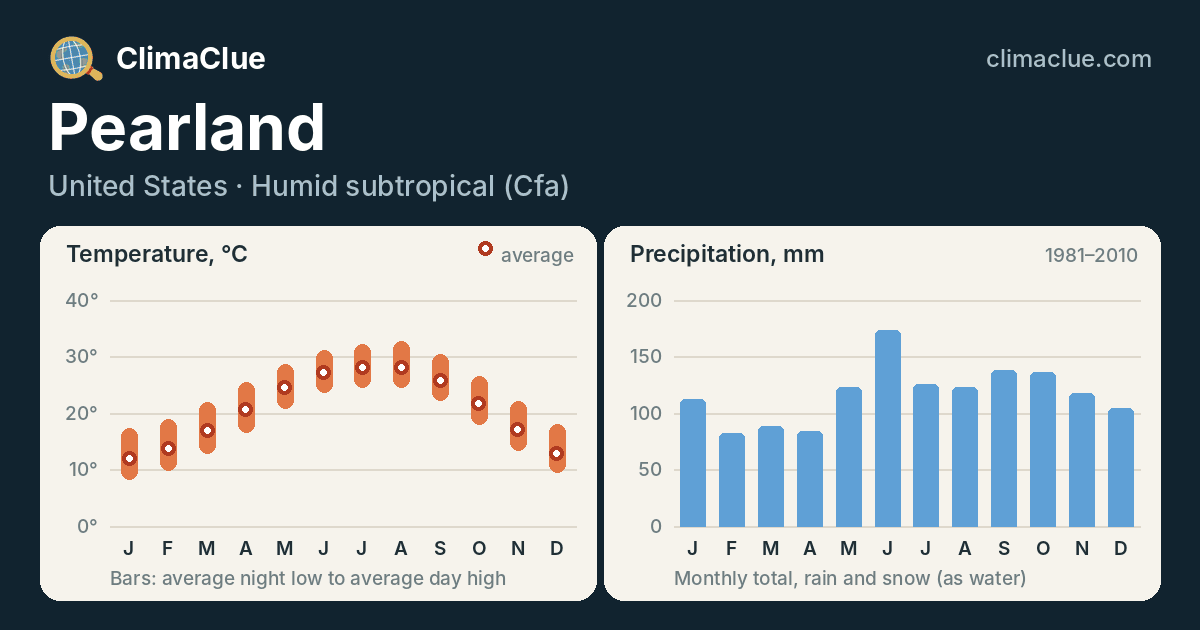 ClimaClue
climaclue.com
Pearland
United States · Humid subtropical (Cfa)
Temperature, °C
average
40°
30°
20°
10°
0°
J F M A M J J A S O N D
Bars: average night low to average day high
Precipitation, mm
1981–2010
200
150
100
50
0
J F M A M J J A S O N D
Monthly total, rain and snow (as water)